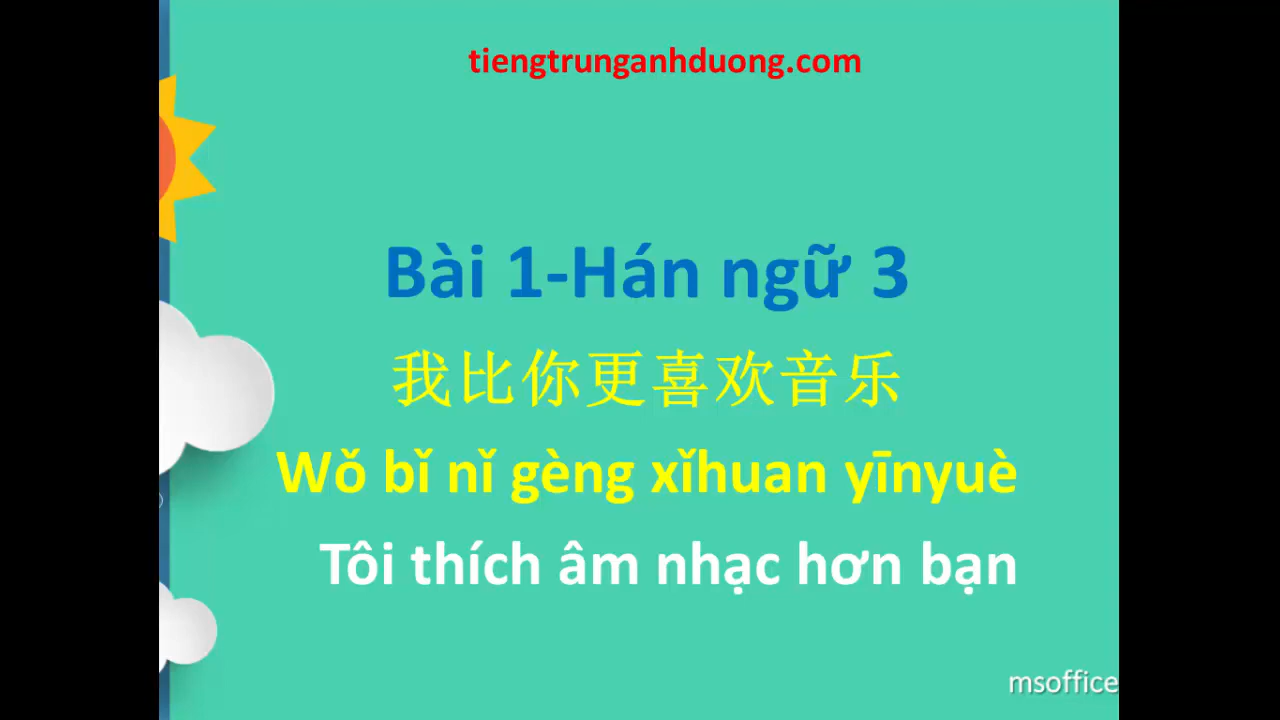 tiengtrunganhduong.com
Bài 1-Hán ngữ 3
我比你更喜欢音乐
Wǒ bǐ nǐ gèng xǐhuan yīnyuè
Tôi thích âm nhạc hơn bạn
msoffice